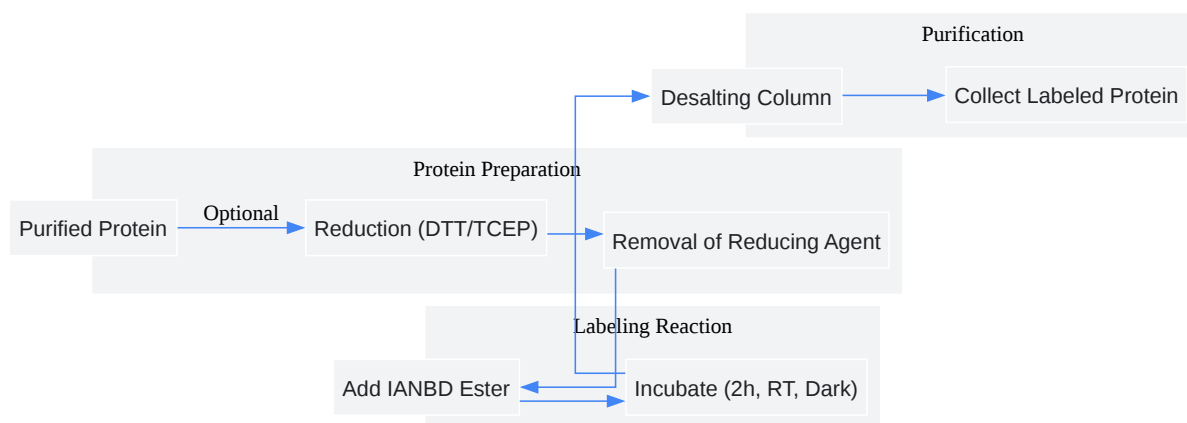 Purification
Desalting Column
Collect Labeled Protein
Protein Preparation
Purified Protein
Optional
Reduction (DTT/TCEP)
Removal of Reducing Agent
Labeling Reaction
Add IANBD Ester
Incubate (2h, RT, Dark)